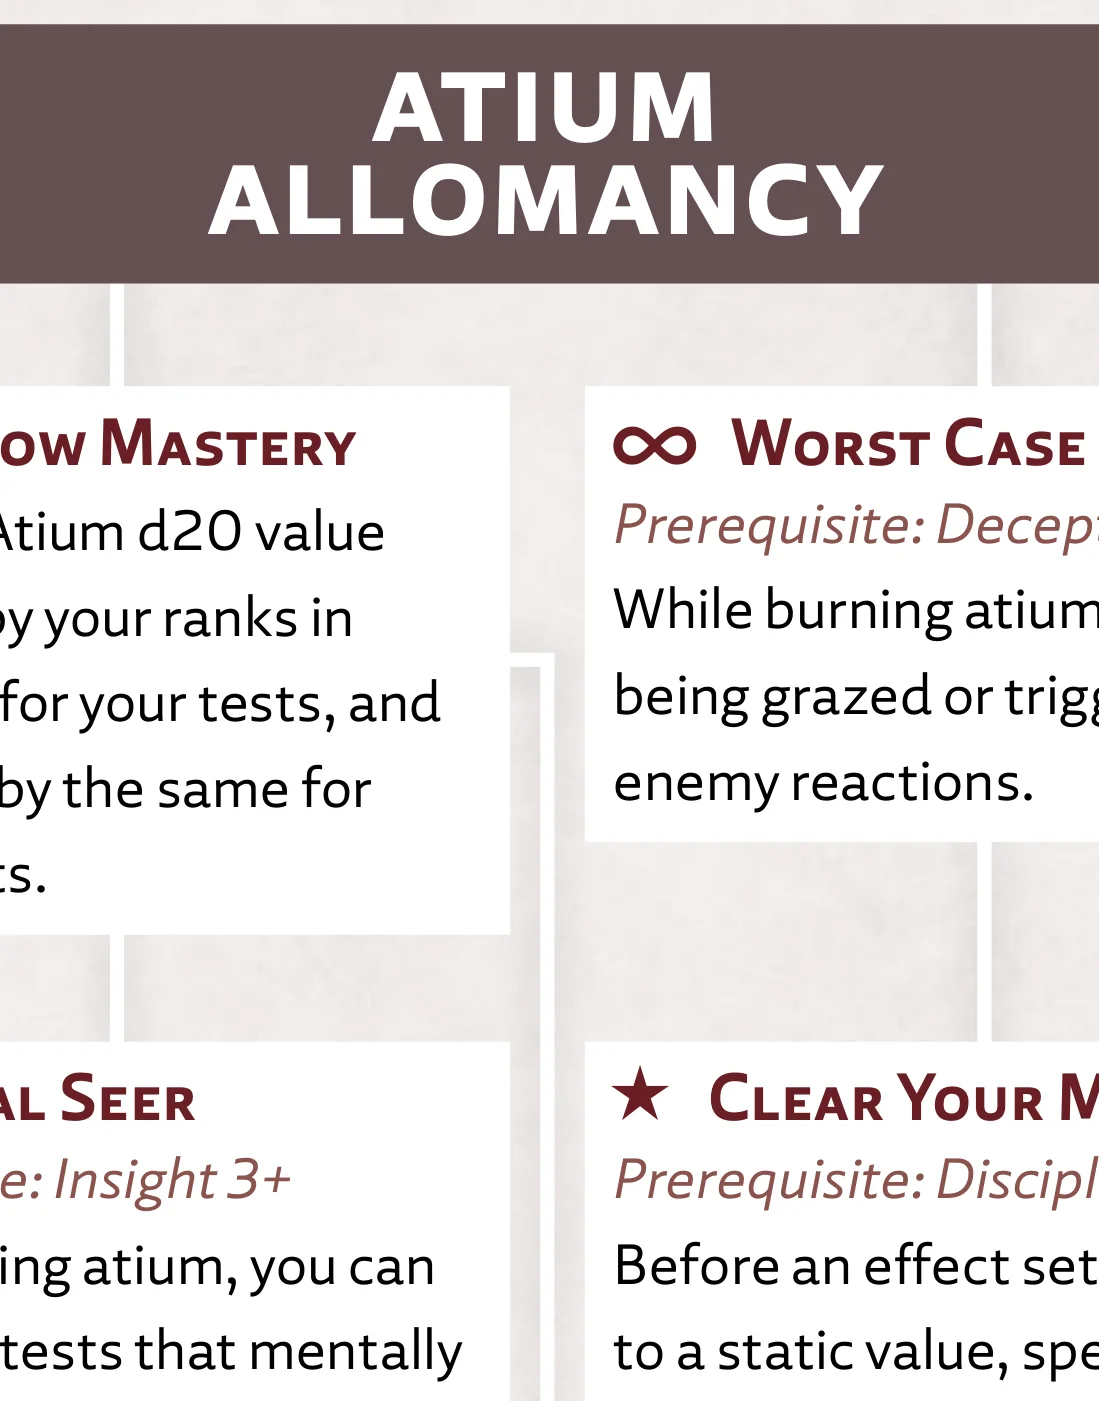 ATIUM
ALLOMANCY
ow Mastery
Atium d20 value
by your ranks in
for your tests, and
by the same for
ts.
∞ Worst Case
Prerequisite: Decept
While burning atium
being grazed or trigg
enemy reactions.
al Seer
e: Insight 3+
ing atium, you can
tests that mentally
★ Clear Your M
Prerequisite: Discipl
Before an effect set
to a static value, spe